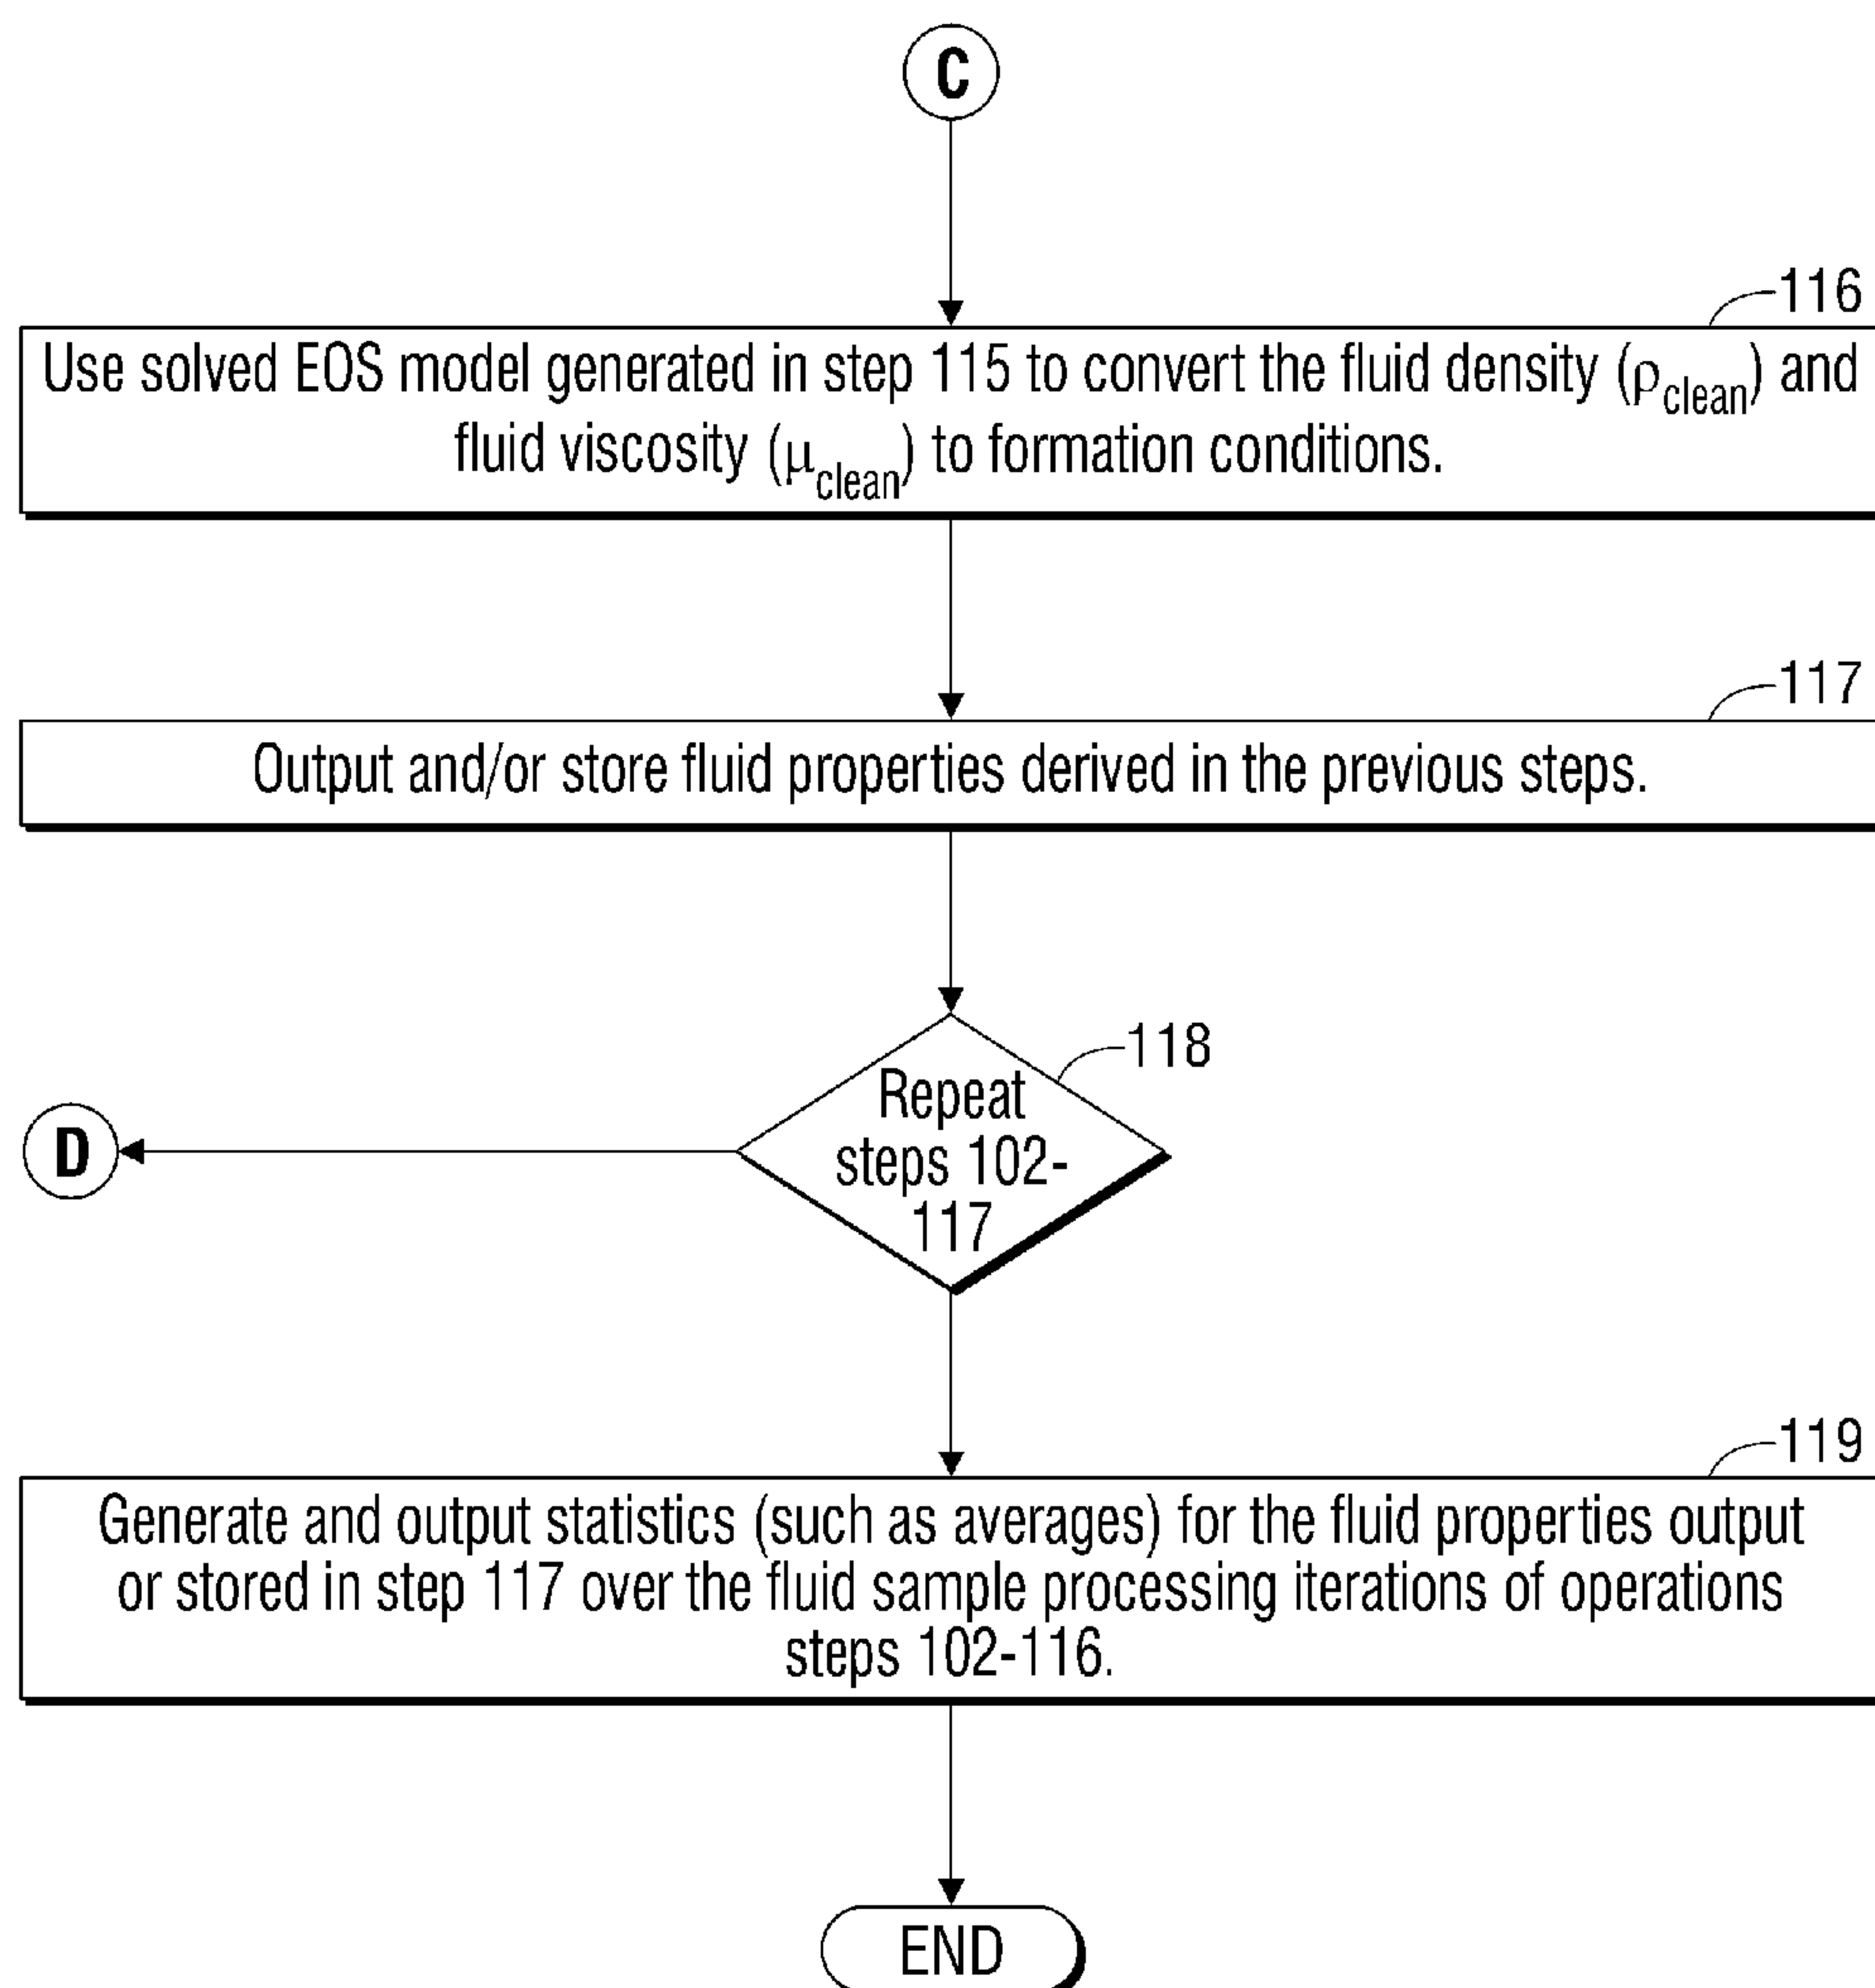 C
116
Use solved EOS model generated in step 115 to convert the fluid density (ρclean) and
fluid viscosity (μclean) to formation conditions.
117
Output and/or store fluid properties derived in the previous steps.
118
Repeat
steps 102-
117
D
119
Generate and output statistics (such as averages) for the fluid properties output
or stored in step 117 over the fluid sample processing iterations of operations
steps 102-116.
END